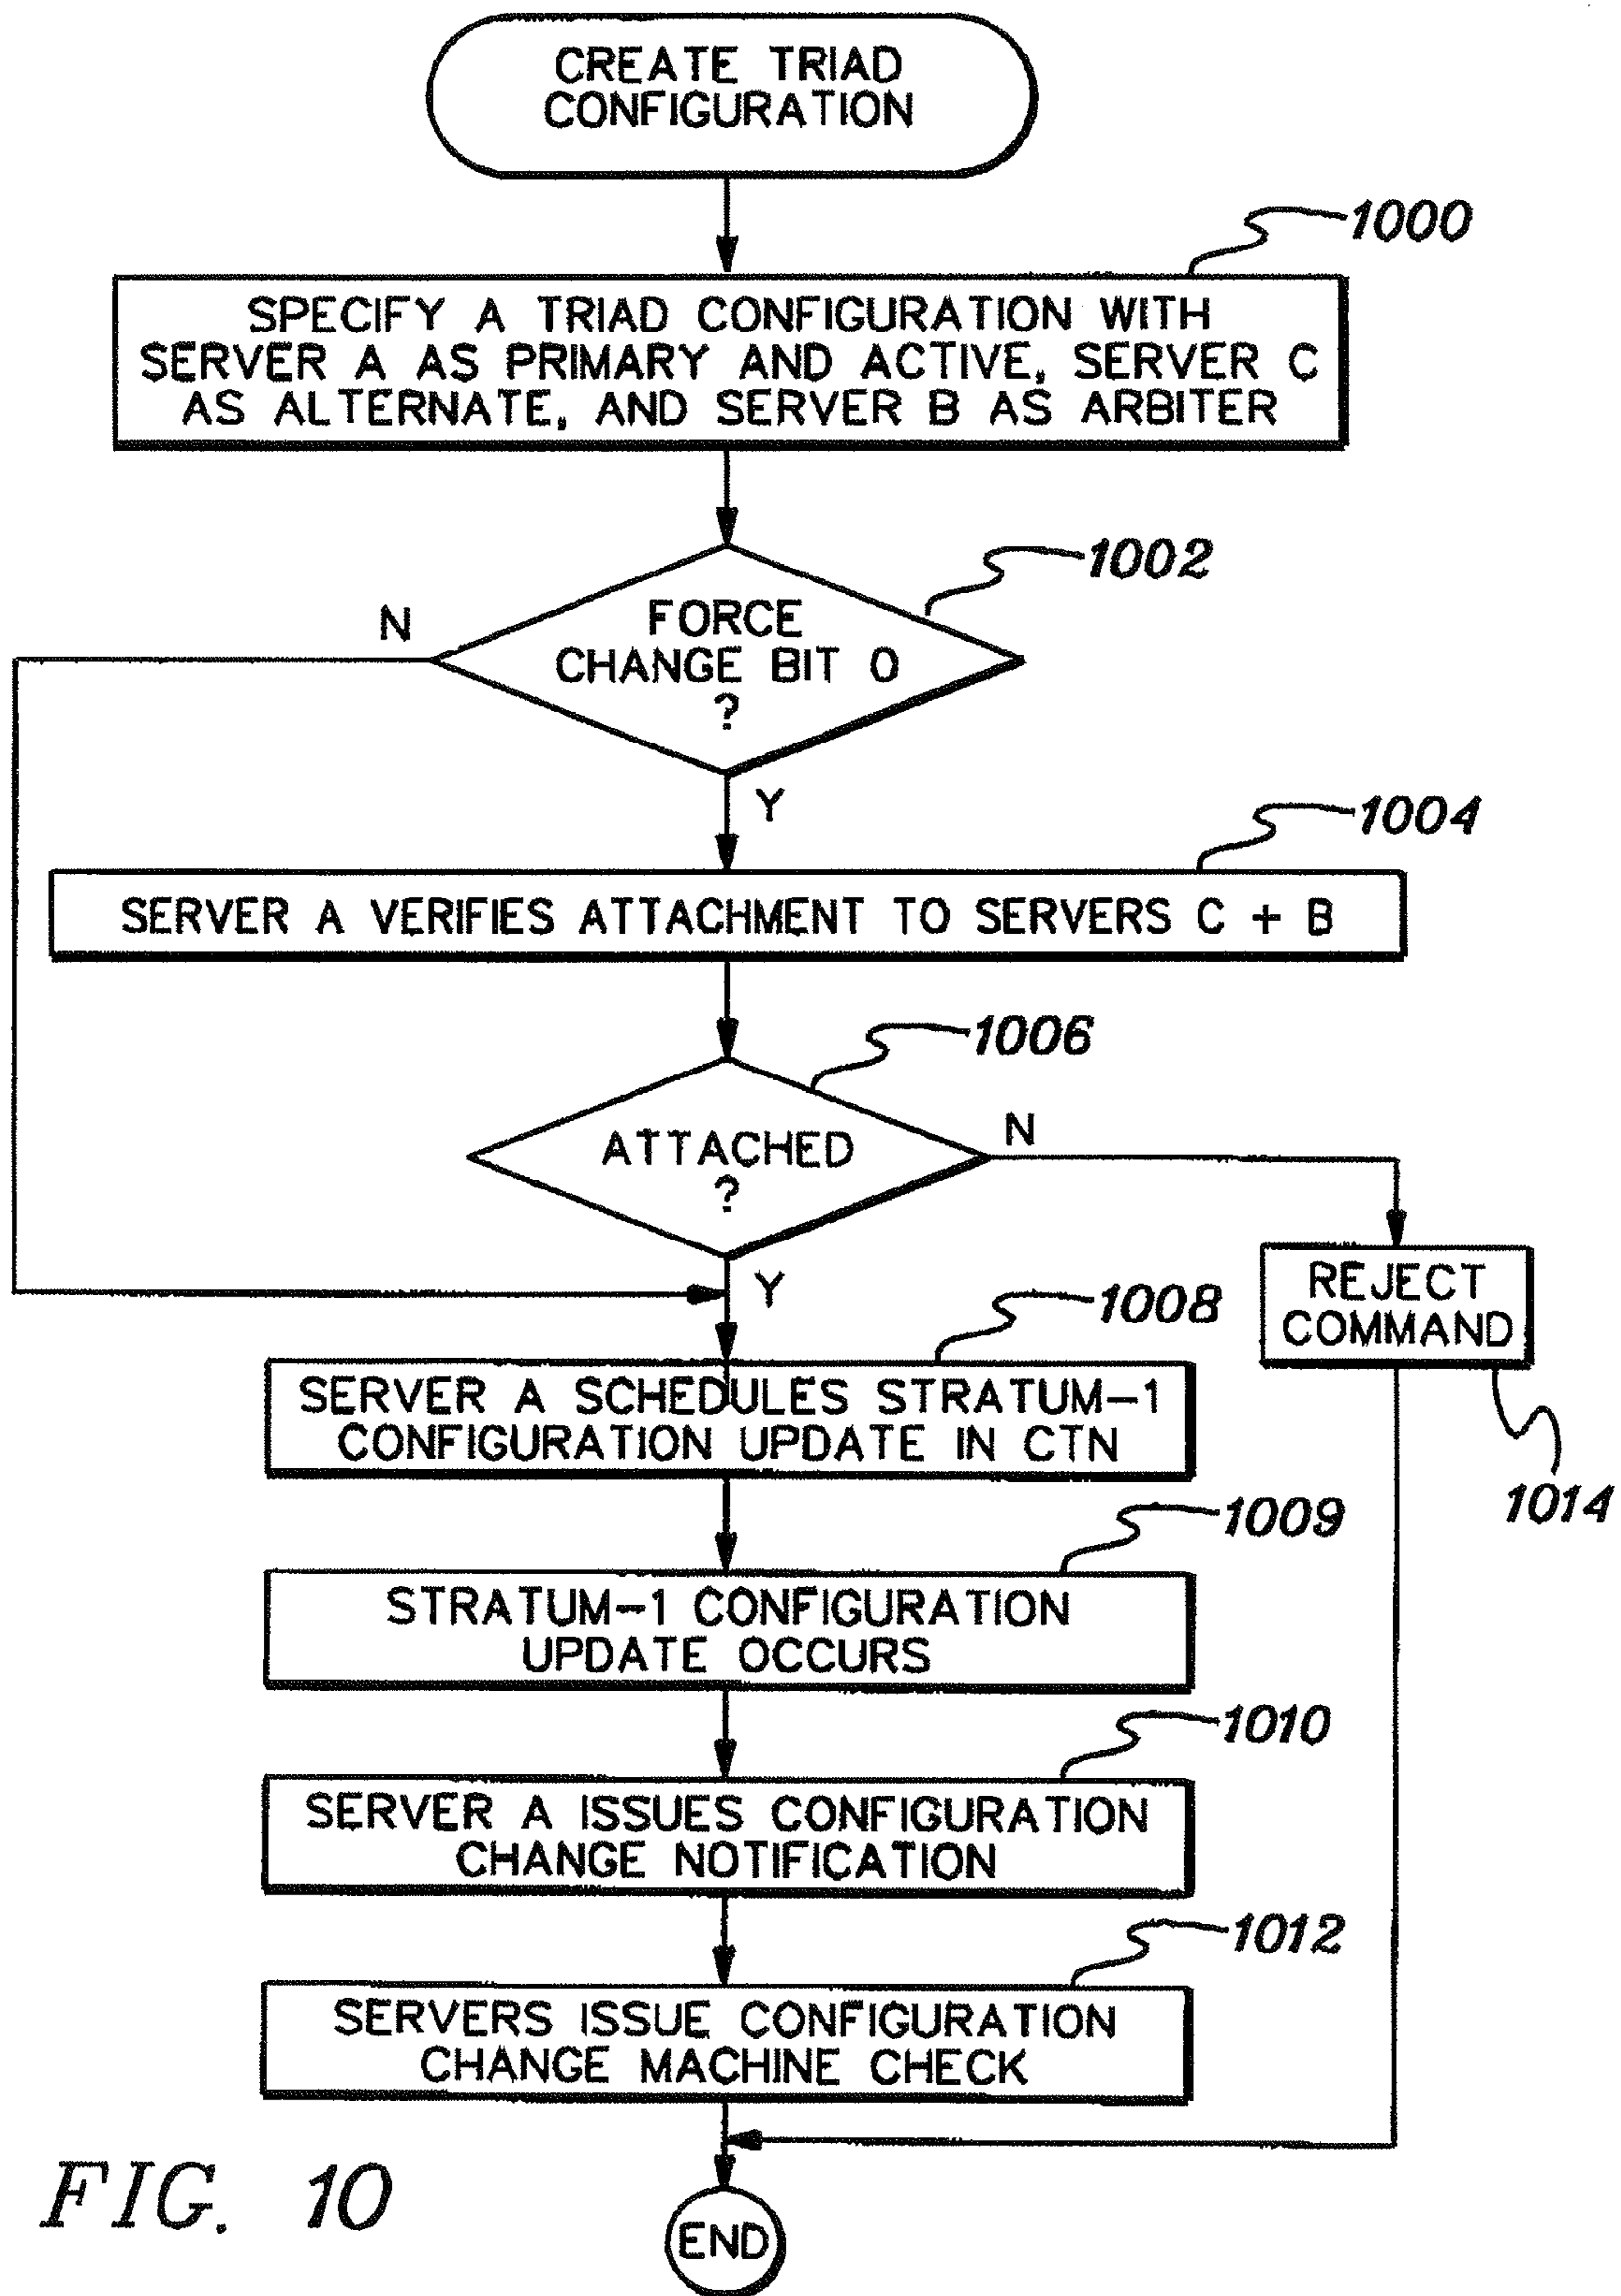 CREATE TRIAD
CONFIGURATION
1000
SPECIFY A TRIAD CONFIGURATION WITH
SERVER A AS PRIMARY AND ACTIVE, SERVER C
AS ALTERNATE, AND SERVER B AS ARBITER
1002
N
FORCE
CHANGE BIT 0
?
Y
1004
SERVER A VERIFIES ATTACHMENT TO SERVERS C + B
1006
ATTACHED
?
N
Y
REJECT
COMMAND
1014
1008
SERVER A SCHEDULES STRATUM-1
CONFIGURATION UPDATE IN CTN
1009
STRATUM-1 CONFIGURATION
UPDATE OCCURS
1010
SERVER A ISSUES CONFIGURATION
CHANGE NOTIFICATION
1012
SERVERS ISSUE CONFIGURATION
CHANGE MACHINE CHECK
END
FIG. 10